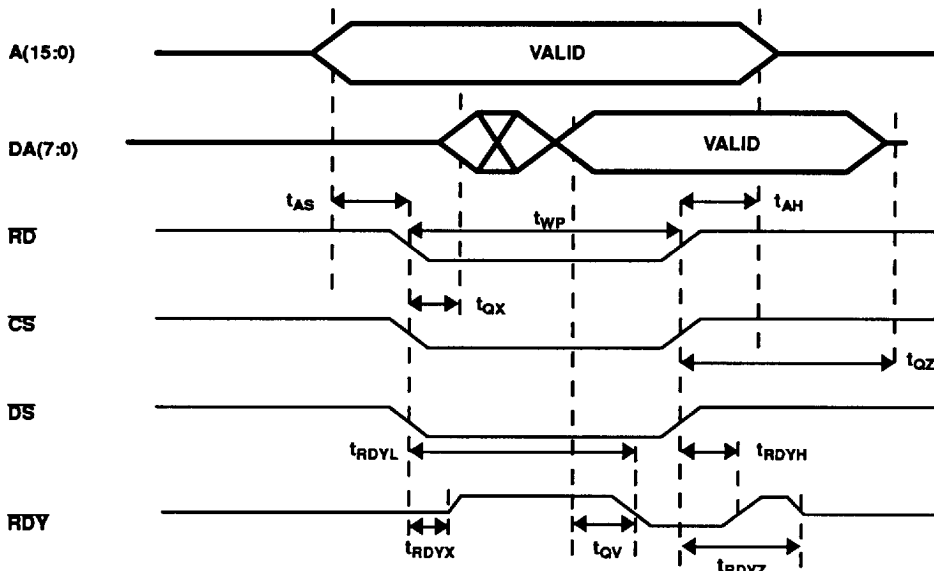 A(15:0)
VALID
DA(7:0)
VALID
tAS
tAH
tWP
RD
tQX
CS
tQZ
DS
tRDYL
tRDYH
RDY
tRDYX
tQV
tRDYZ